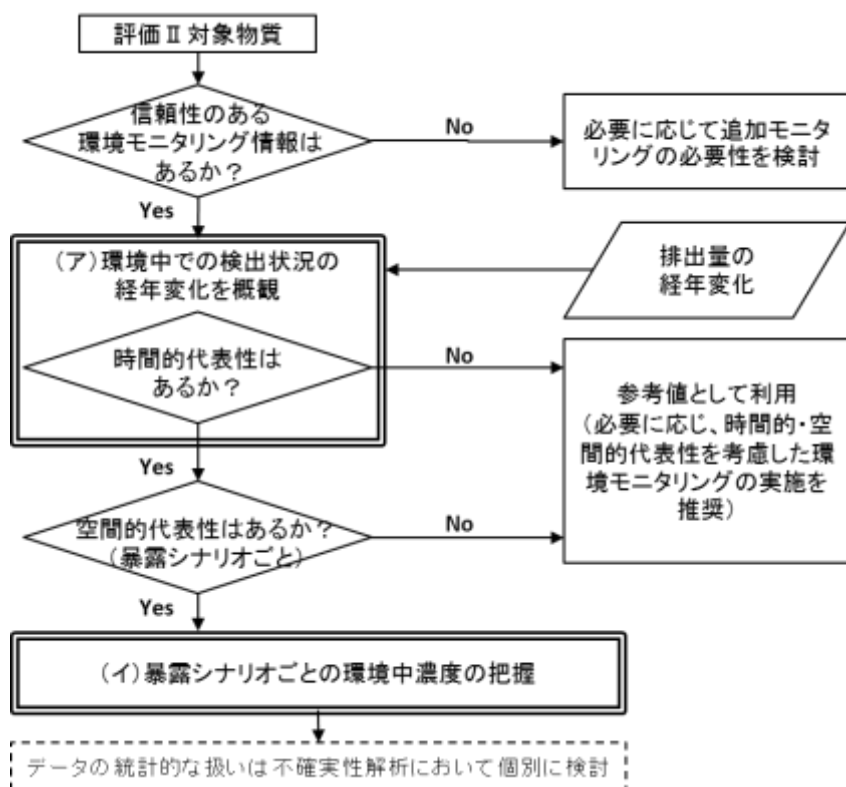 評価Ⅱ対象物質
信頼性のある
環境モニタリング情報は
あるか？
No
必要に応じて追加モニタ
リングの必要性を検討
Yes
（ア）環境中での検出状況の
経年変化を概観
排出量の
経年変化
時間的代表性は
あるか？
No
参考値として利用
（必要に応じ、時間的・空
間的代表性を考慮した環
境モニタリングの実施を
推奨）
Yes
空間的代表性はあるか？
（暴露シナリオごと）
No
Yes
（イ）暴露シナリオごとの環境中濃度の把握
データの統計的な扱いは不確実性解析において個別に検討